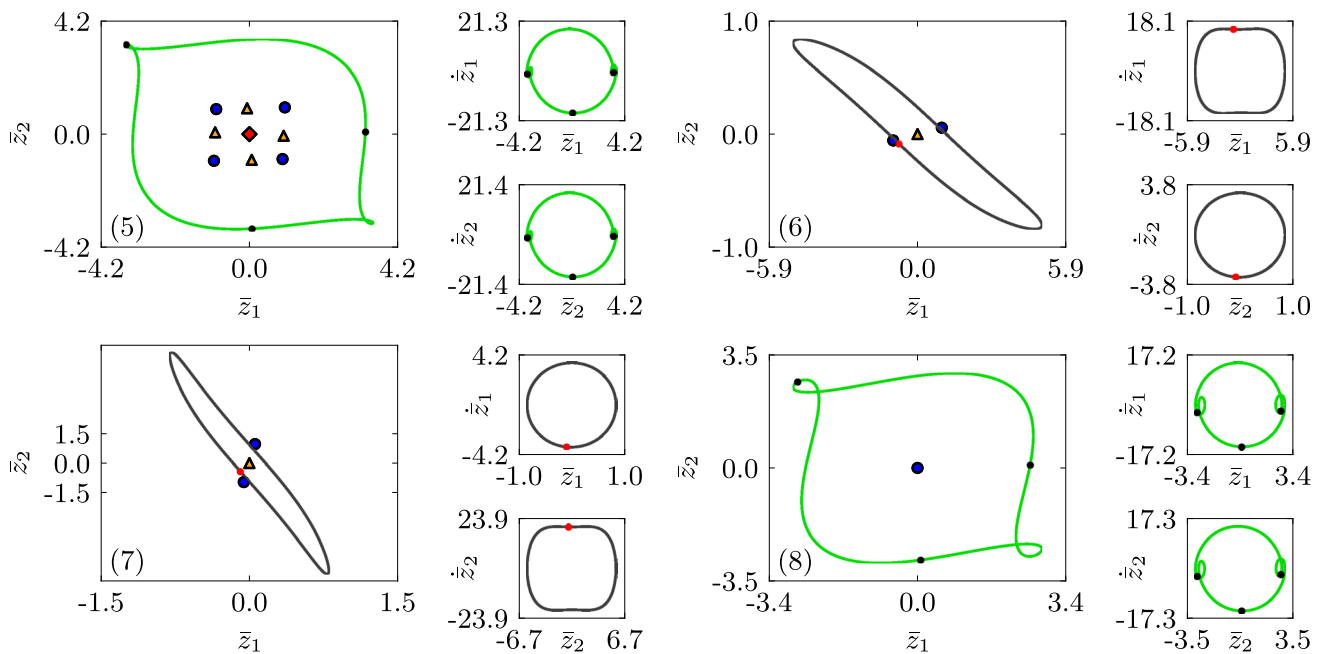 4.2
z̄₂
0.0
-4.2
(5)
-4.2
0.0
4.2
z̄₁
21.3
ż̄₁
-21.3
-4.2
z̄₁
4.2
21.4
ż̄₂
-21.4
-4.2
z̄₂
4.2
1.0
z̄₂
0.0
-1.0
(6)
-5.9
0.0
5.9
z̄₁
18.1
ż̄₁
-18.1
-5.9
z̄₁
5.9
3.8
ż̄₂
-3.8
-1.0
z̄₂
1.0
z̄₂
1.5
0.0
-1.5
(7)
-1.5
0.0
1.5
z̄₁
4.2
ż̄₁
-4.2
-1.0
z̄₁
1.0
23.9
ż̄₂
-23.9
-6.7
z̄₂
6.7
3.5
z̄₂
0.0
-3.5
(8)
-3.4
0.0
3.4
z̄₁
17.2
ż̄₁
-17.2
-3.4
z̄₁
3.4
17.3
ż̄₂
-17.3
-3.5
z̄₂
3.5